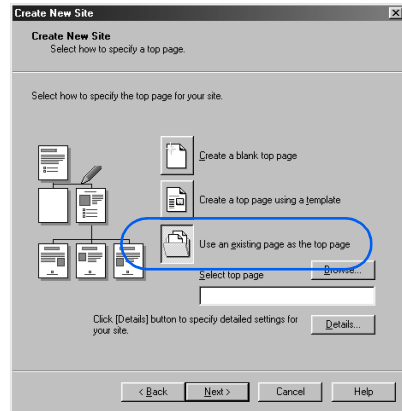 Create New Site
Create New Site
Select how to specify a top page.
Select how to specify the top page for your site.
Create a blank top page
Create a top page using a template
Use an existing page as the top page
Select top page
Browse...
Click [Details] button to specify detailed settings for
your site.
Details...
< Back
Next >
Cancel
Help